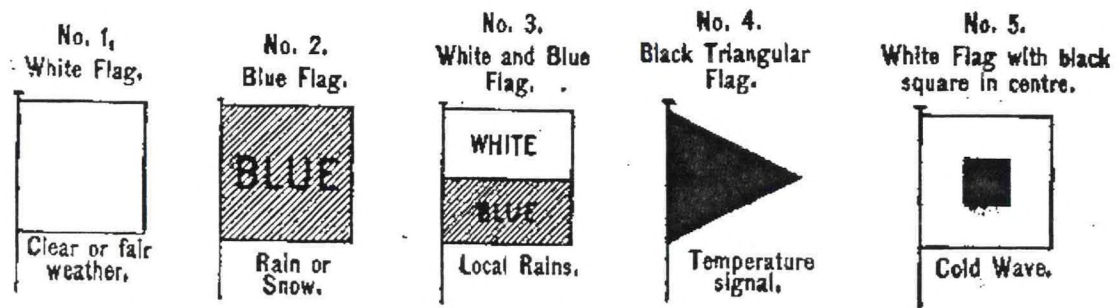 No. 1.
White Flag.
Clear or fair
weather.
No. 2.
Blue Flag.
BLUE
Rain or
Snow.
No. 3.
White and Blue
Flag.
WHITE
BLUE
Local Rains.
No. 4.
Black Triangular
Flag.
Temperature
signal.
No. 5.
White Flag with black
square in centre.
Cold Wave.